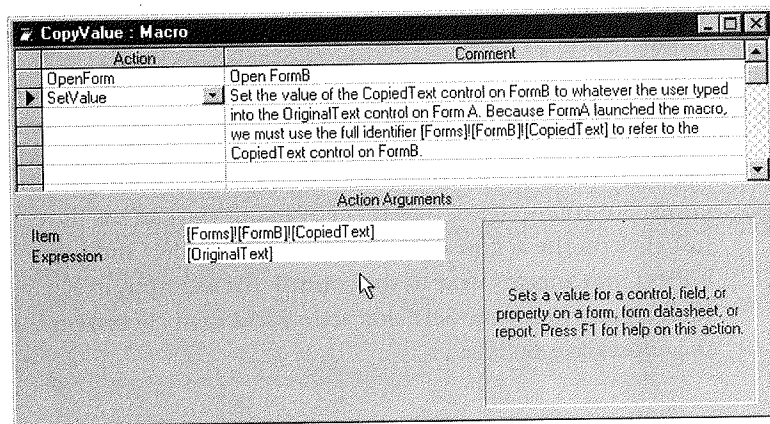 CopyValue : Macro
Action
Comment
OpenForm
Open FormB
SetValue
Set the value of the CopiedText control on FormB to whatever the user typed
into the OriginalText control on Form A. Because FormA launched the macro,
we must use the full identifier [Forms]![FormB]![CopiedText] to refer to the
CopiedText control on FormB.
Action Arguments
Item
[Forms]![FormB]![CopiedText]
Expression
[OriginalText]
Sets a value for a control, field, or
property on a form, form datasheet, or
report. Press F1 for help on this action.